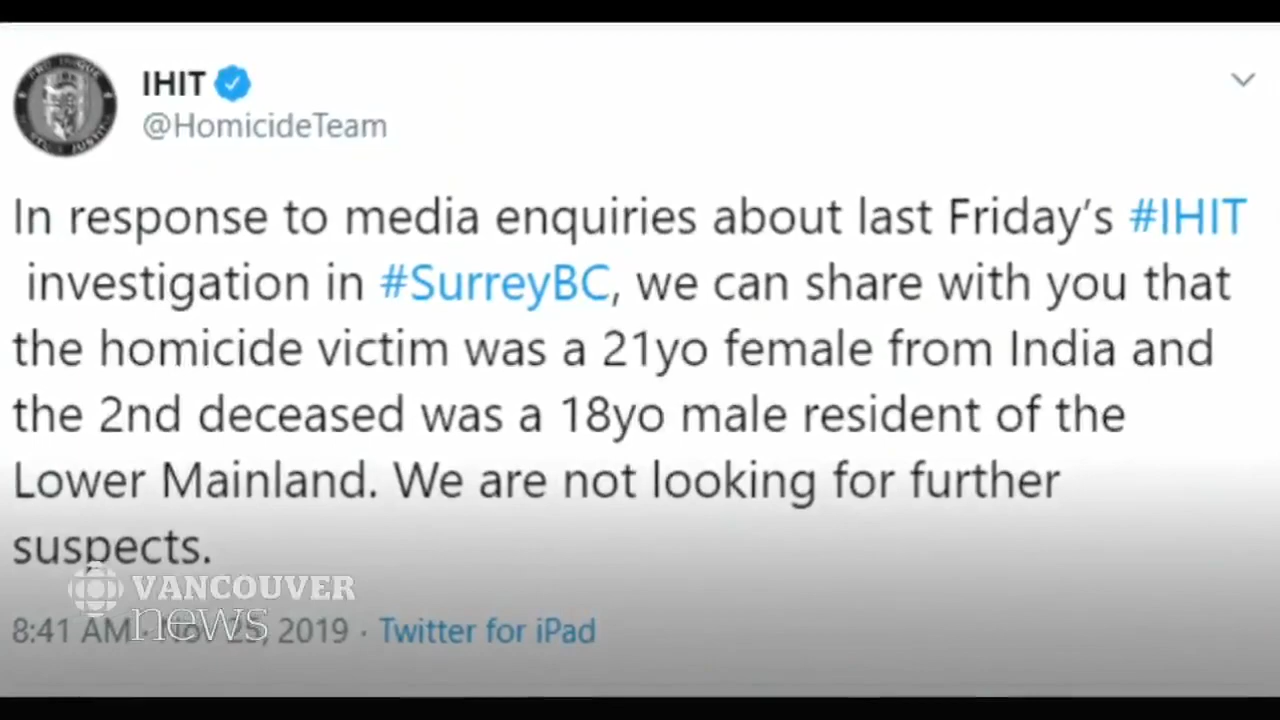 IHIT
@HomicideTeam
In response to media enquiries about last Friday's #IHIT
investigation in #SurreyBC, we can share with you that
the homicide victim was a 21yo female from India and
the 2nd deceased was a 18yo male resident of the
Lower Mainland. We are not looking for further
suspects.
VANCOUVER
news
8:41 AM · Nov 25, 2019 · Twitter for iPad